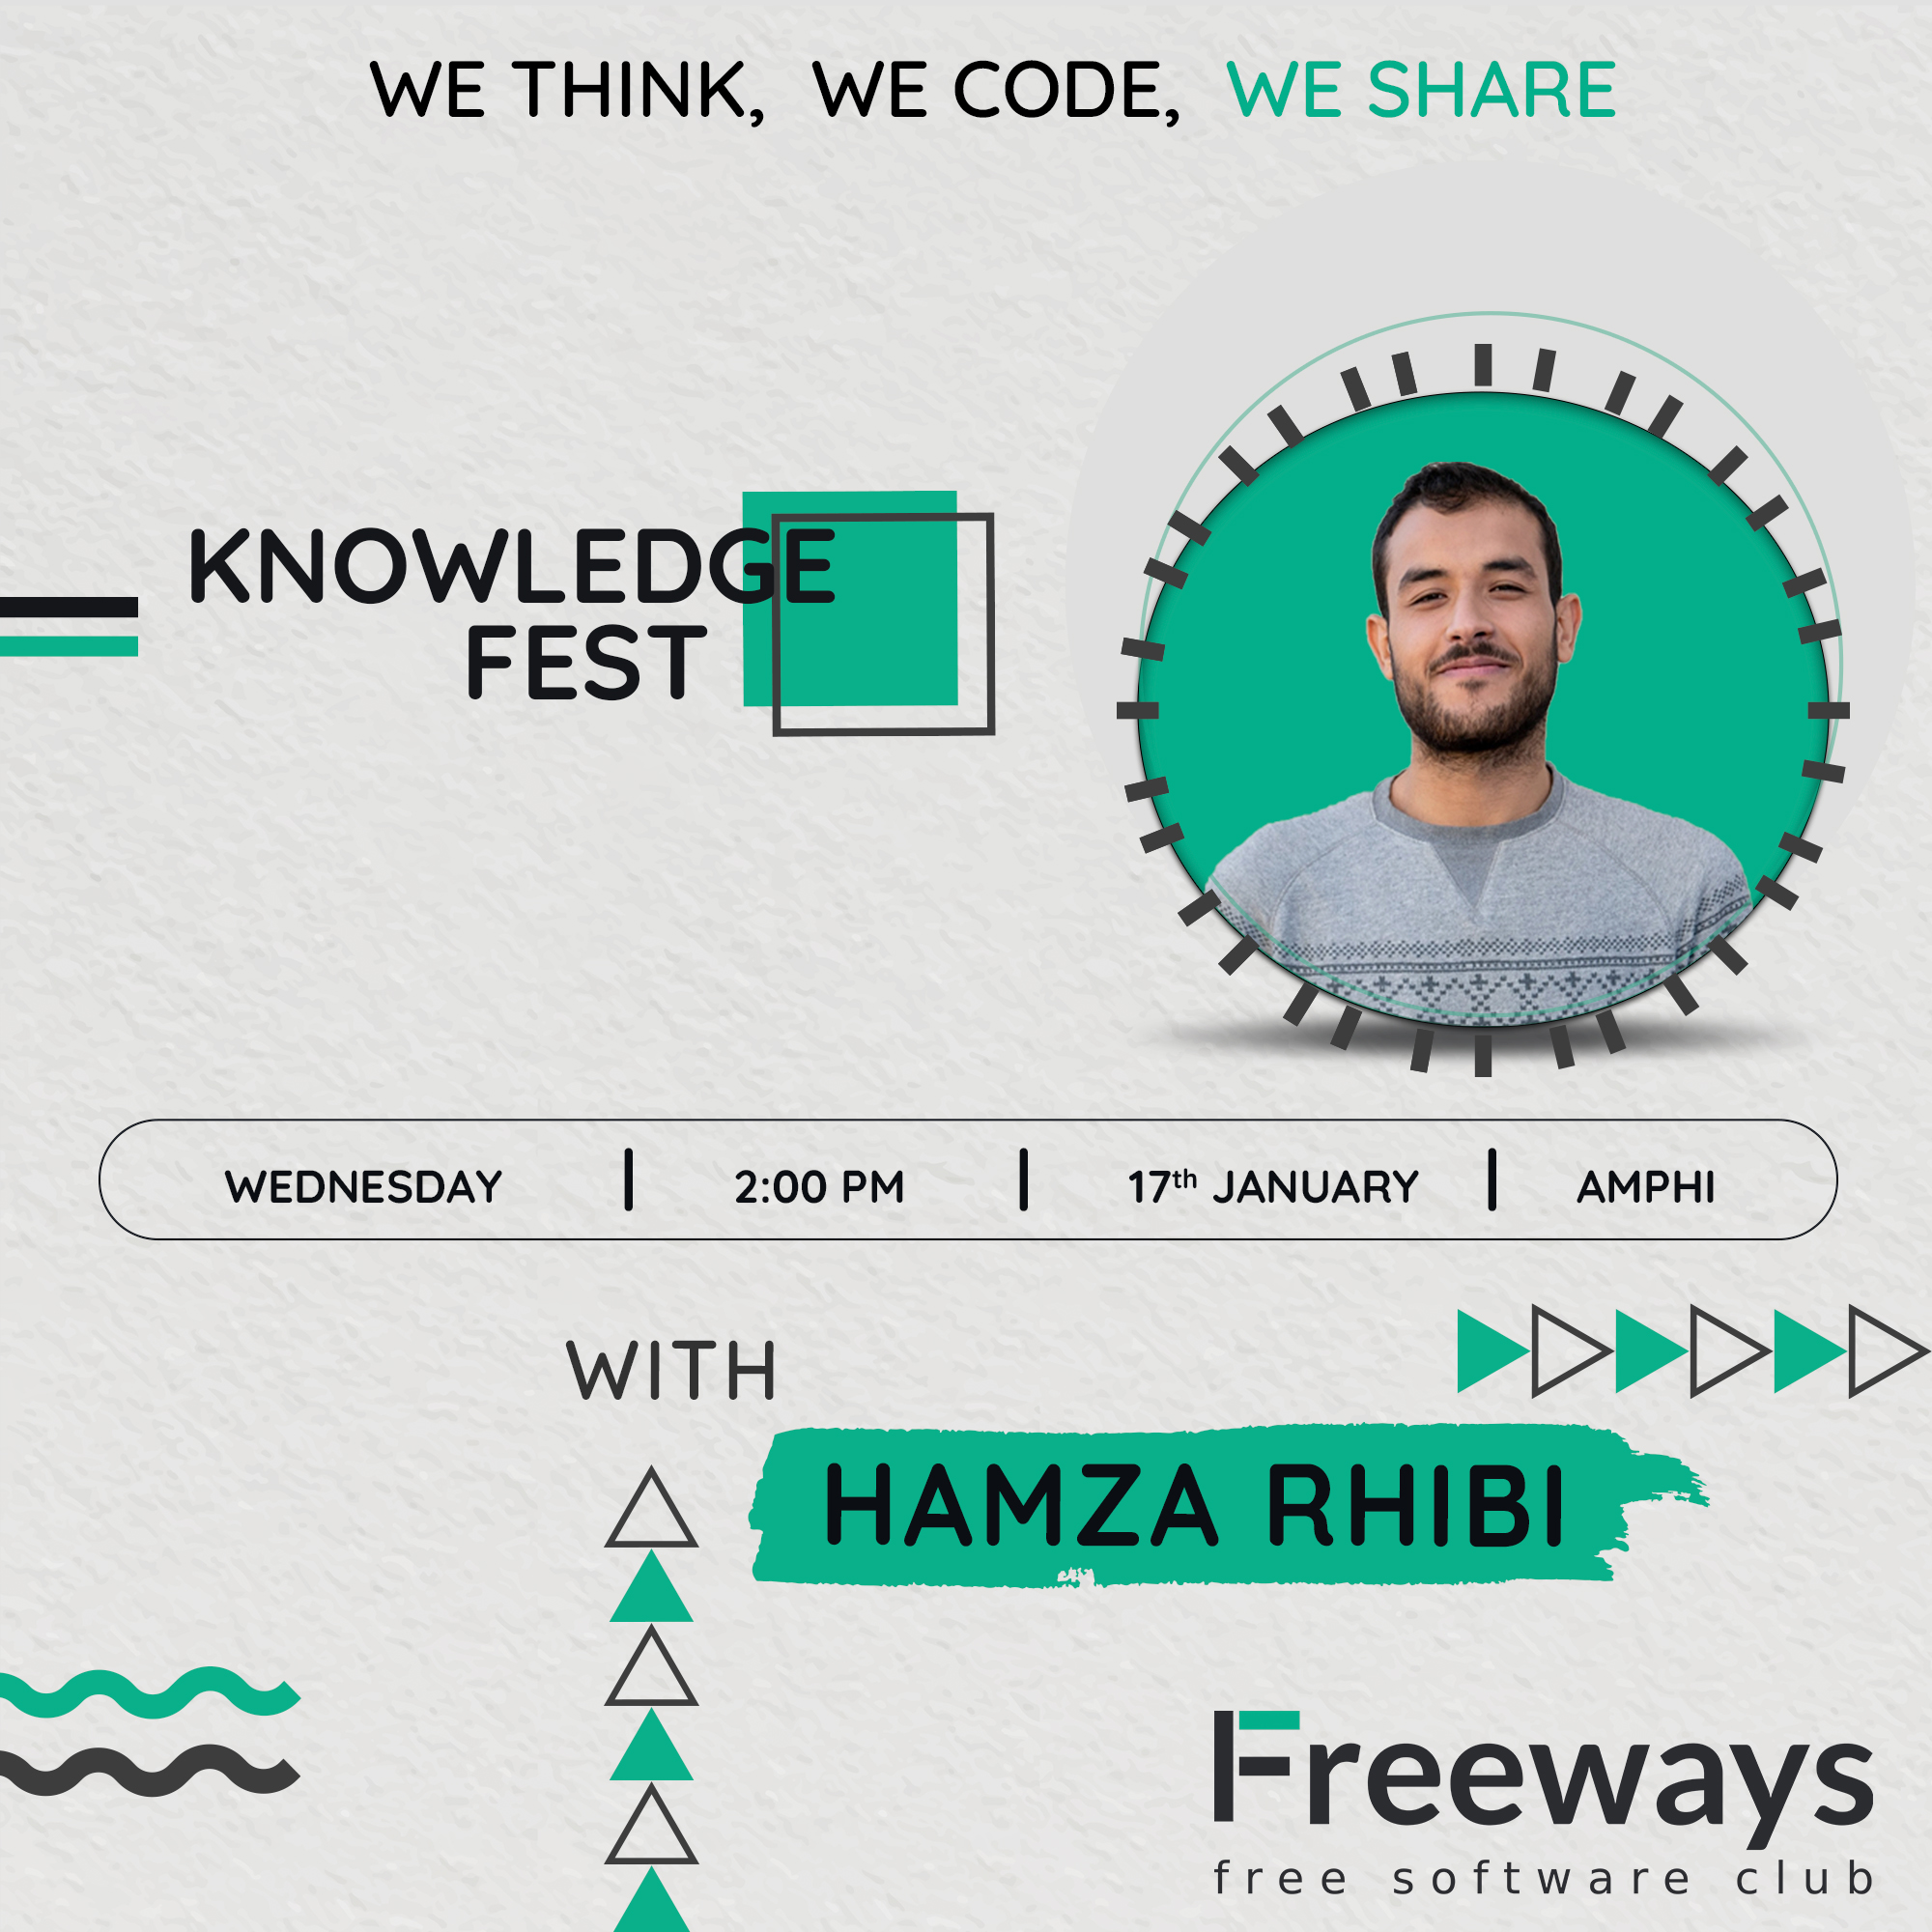 WE THINK, WE CODE, WE SHARE
KNOWLEDGE
FEST
WEDNESDAY | 2:00 PM | 17th JANUARY | AMPHI
WITH
HAMZA RHIBI
Freeways
free software club